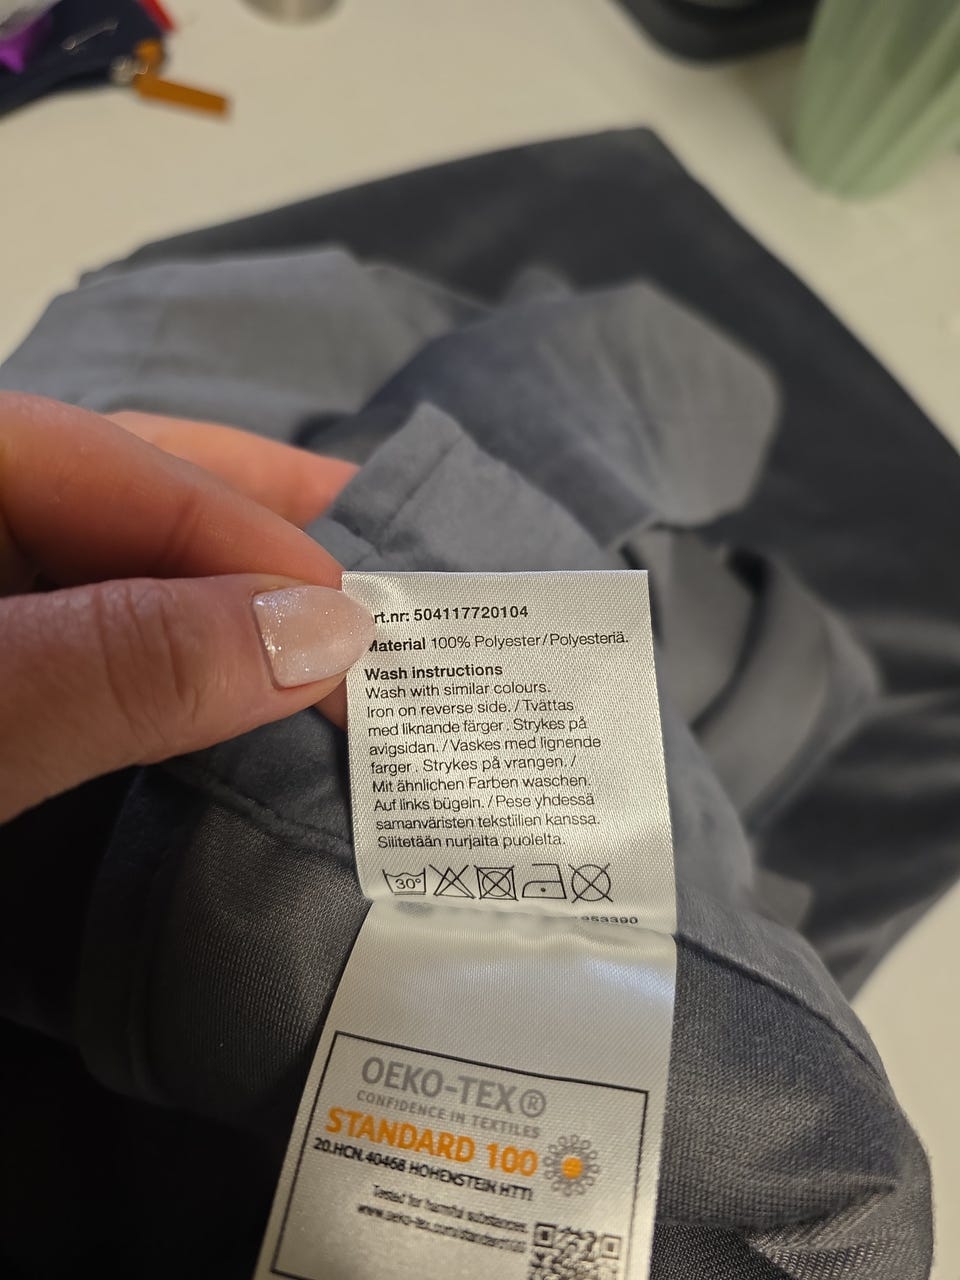 rt.nr: 504117720104
Material 100% Polyester/Polyesteriä.
Wash instructions
Wash with similar colours.
Iron on reverse side. / Tvättas
med liknande färger. Strykes på
avigsidan. / Vaskes med lignende
farger. Strykes på vrangen. /
Mit ähnlichen Farben waschen.
Auf links bügeln. / Pese yhdessä
samanväristen tekstiilien kanssa.
Silitetään nurjalta puolelta.
30°
OEKO-TEX®
CONFIDENCE IN TEXTILES
STANDARD 100
20.HCN.40468 HOHENSTEIN HTTI
Tested for harmful substances.